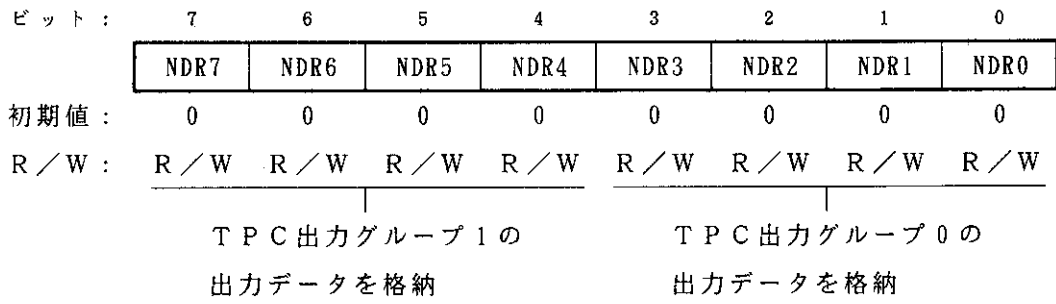 ビット： 7 6 5 4 3 2 1 0
NDR7 NDR6 NDR5 NDR4 NDR3 NDR2 NDR1 NDR0
初期値： 0 0 0 0 0 0 0 0
R／W： R／W R／W R／W R／W R／W R／W R／W R／W
TPC出力グループ1の TPC出力グループ0の
出力データを格納 出力データを格納